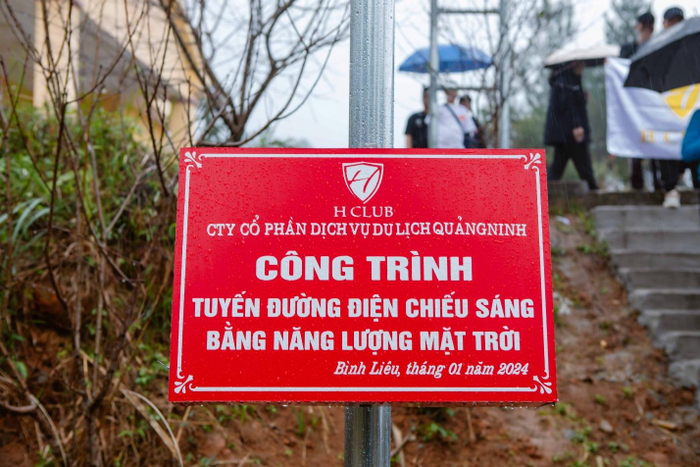 H CLUB
CTY CỔ PHẦN DỊCH VỤ DU LỊCH QUẢNG NINH
CÔNG TRÌNH
TUYẾN ĐƯỜNG ĐIỆN CHIẾU SÁNG
BẰNG NĂNG LƯỢNG MẶT TRỜI
Bình Liêu, tháng 01 năm 2024
H C